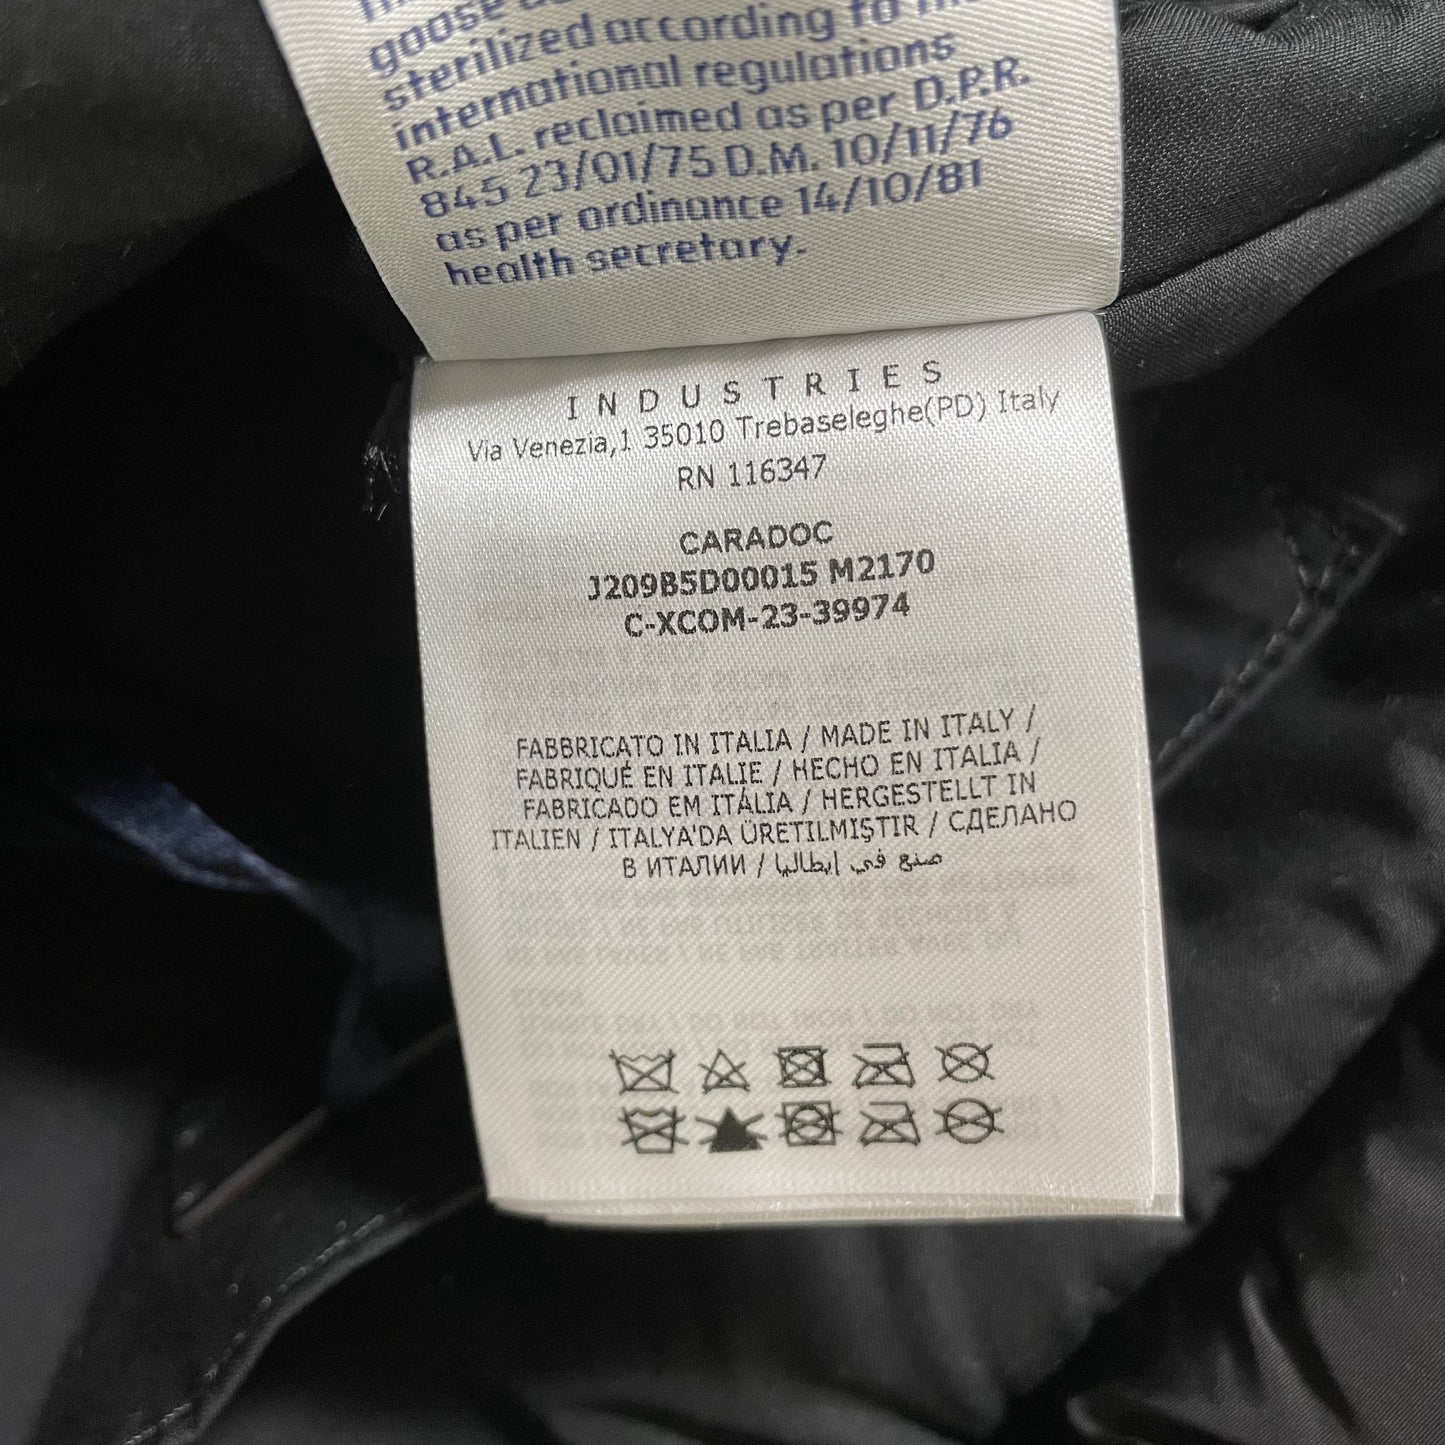 goose
sterilized according to
international regulations
R.A.L. reclaimed as per D.P.R.
845 23/01/75 D.M. 10/11/76
as per ordinance 14/10/81
health secretary.
INDUSTRIES
Via Venezia,1 35010 Trebaseleghe(PD) Italy
RN 116347
CARADOC
J209B5D00015 M2170
C-XCOM-23-39974
FABBRICATO IN ITALIA / MADE IN ITALY /
FABRIQUÉ EN ITALIE / HECHO EN ITALIA /
FABRICADO EM ITÁLIA / HERGESTELLT IN
ITALIEN / ITALYA'DA ÜRETILMIŞTIR / СДЕЛАНО
В ИТАЛИИ / صنع في إيطاليا